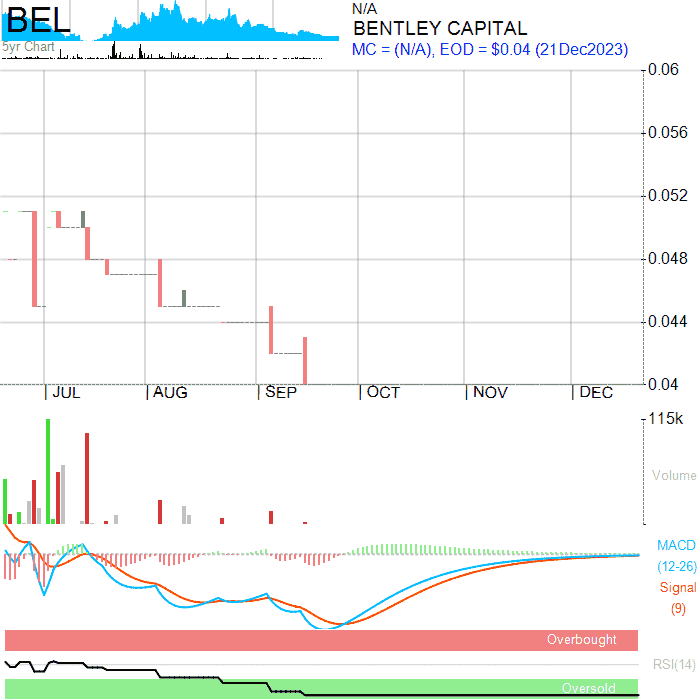 BEL
5yr Chart
N/A
BENTLEY CAPITAL
MC = (N/A), EOD = $0.04 (21Dec2023)
0.06
0.056
0.052
0.048
0.044
0.04
JUL AUG SEP OCT NOV DEC
115k
Volume
MACD
(12-26)
Signal
(9)
Overbought
RSI(14)
Oversold